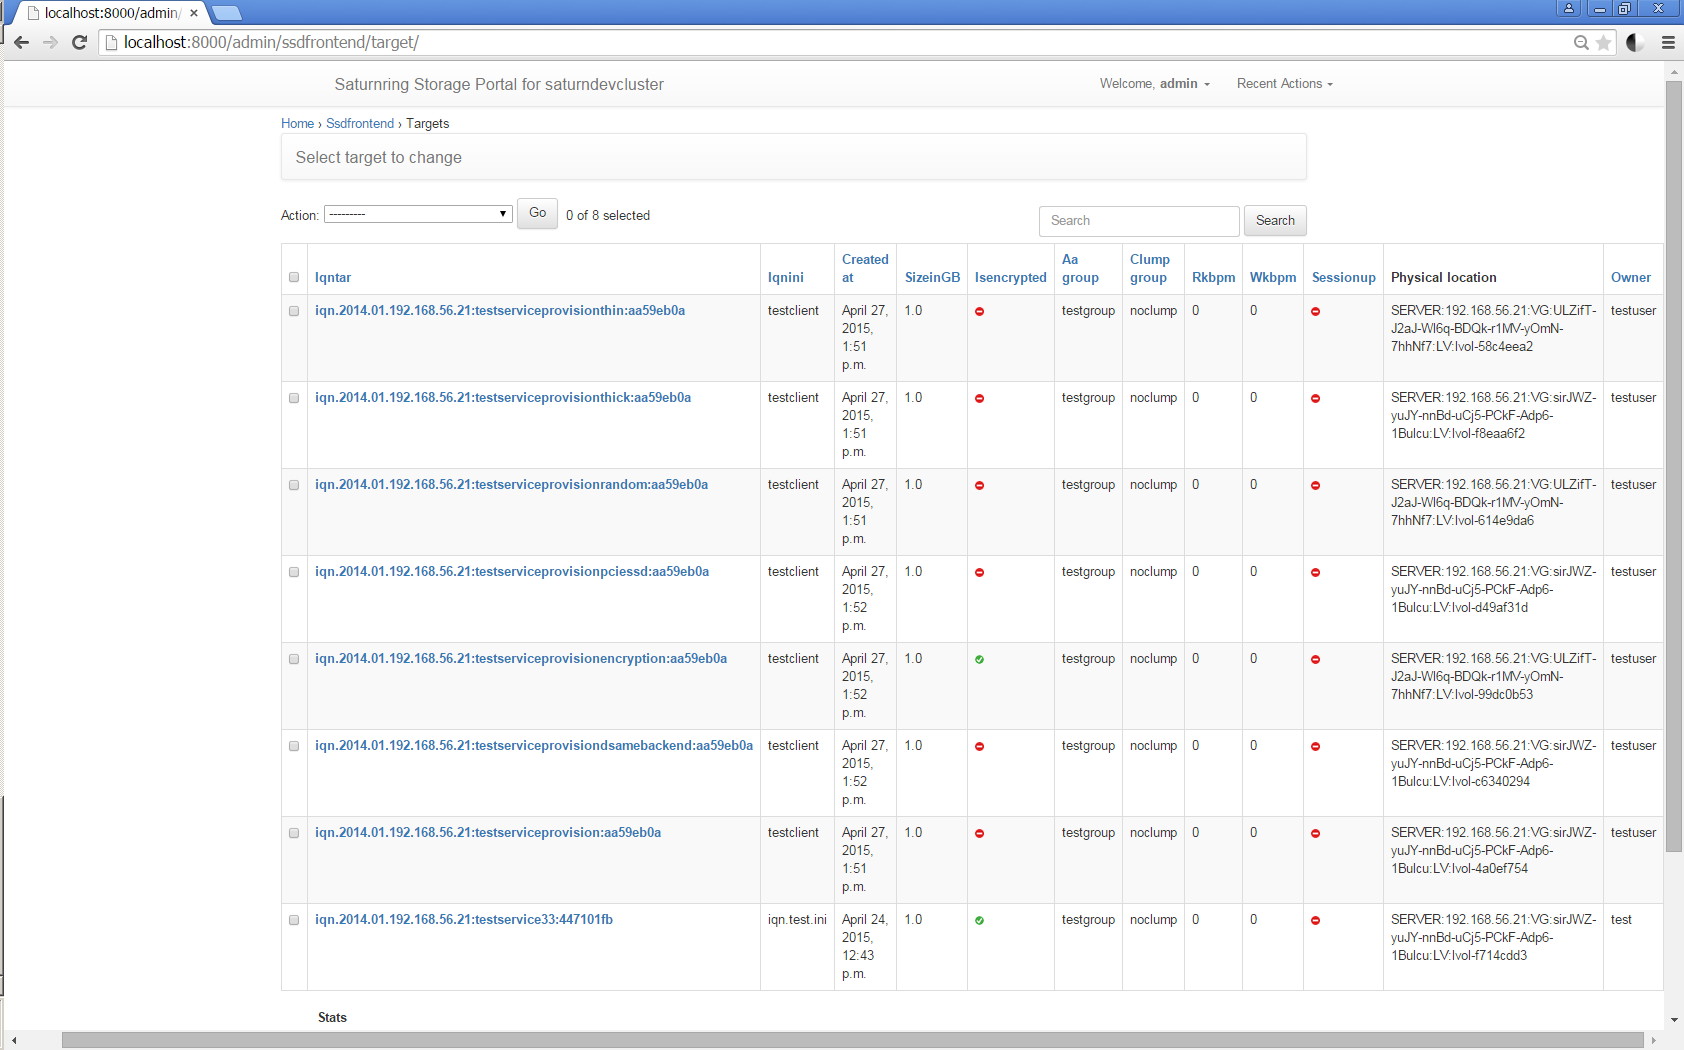 localhost:8000/admin/
localhost:8000/admin/ssdfrontend/target/
Saturnring Storage Portal for saturndevcluster
Welcome, admin
Recent Actions
Home › Ssdfrontend › Targets
Select target to change
Action: --------- Go 0 of 8 selected
Search Search
Iqntar Iqnini Created at SizeinGB Isencrypted Aa group Clump group Rkbpm Wkbpm Sessionup Physical location Owner
iqn.2014.01.192.168.56.21:testserviceprovisionthin:aa59eb0a testclient April 27, 2015, 1:51 p.m. 1.0 testgroup noclump 0 0 SERVER:192.168.56.21:VG:ULZifT-J2aJ-Wl6q-BDQk-r1MV-yOmN-7hhNf7:LV:lvol-58c4eea2 testuser
iqn.2014.01.192.168.56.21:testserviceprovisionthick:aa59eb0a testclient April 27, 2015, 1:51 p.m. 1.0 testgroup noclump 0 0 SERVER:192.168.56.21:VG:sirJWZ-yuJY-nnBd-uCj5-PCkF-Adp6-1Bulcu:LV:lvol-f8eaa6f2 testuser
iqn.2014.01.192.168.56.21:testserviceprovisionrandom:aa59eb0a testclient April 27, 2015, 1:51 p.m. 1.0 testgroup noclump 0 0 SERVER:192.168.56.21:VG:ULZifT-J2aJ-Wl6q-BDQk-r1MV-yOmN-7hhNf7:LV:lvol-614e9da6 testuser
iqn.2014.01.192.168.56.21:testserviceprovisionpciessd:aa59eb0a testclient April 27, 2015, 1:52 p.m. 1.0 testgroup noclump 0 0 SERVER:192.168.56.21:VG:sirJWZ-yuJY-nnBd-uCj5-PCkF-Adp6-1Bulcu:LV:lvol-d49af31d testuser
iqn.2014.01.192.168.56.21:testserviceprovisionencryption:aa59eb0a testclient April 27, 2015, 1:52 p.m. 1.0 testgroup noclump 0 0 SERVER:192.168.56.21:VG:ULZifT-J2aJ-Wl6q-BDQk-r1MV-yOmN-7hhNf7:LV:lvol-99dc0b53 testuser
iqn.2014.01.192.168.56.21:testserviceprovisiondsamebackend:aa59eb0a testclient April 27, 2015, 1:52 p.m. 1.0 testgroup noclump 0 0 SERVER:192.168.56.21:VG:sirJWZ-yuJY-nnBd-uCj5-PCkF-Adp6-1Bulcu:LV:lvol-c6340294 testuser
iqn.2014.01.192.168.56.21:testserviceprovision:aa59eb0a testclient April 27, 2015, 1:51 p.m. 1.0 testgroup noclump 0 0 SERVER:192.168.56.21:VG:sirJWZ-yuJY-nnBd-uCj5-PCkF-Adp6-1Bulcu:LV:lvol-4a0ef754 testuser
iqn.2014.01.192.168.56.21:testservice33:447101fb iqn.test.ini April 24, 2015, 12:43 p.m. 1.0 testgroup noclump 0 0 SERVER:192.168.56.21:VG:sirJWZ-yuJY-nnBd-uCj5-PCkF-Adp6-1Bulcu:LV:lvol-f714cdd3 test
Stats